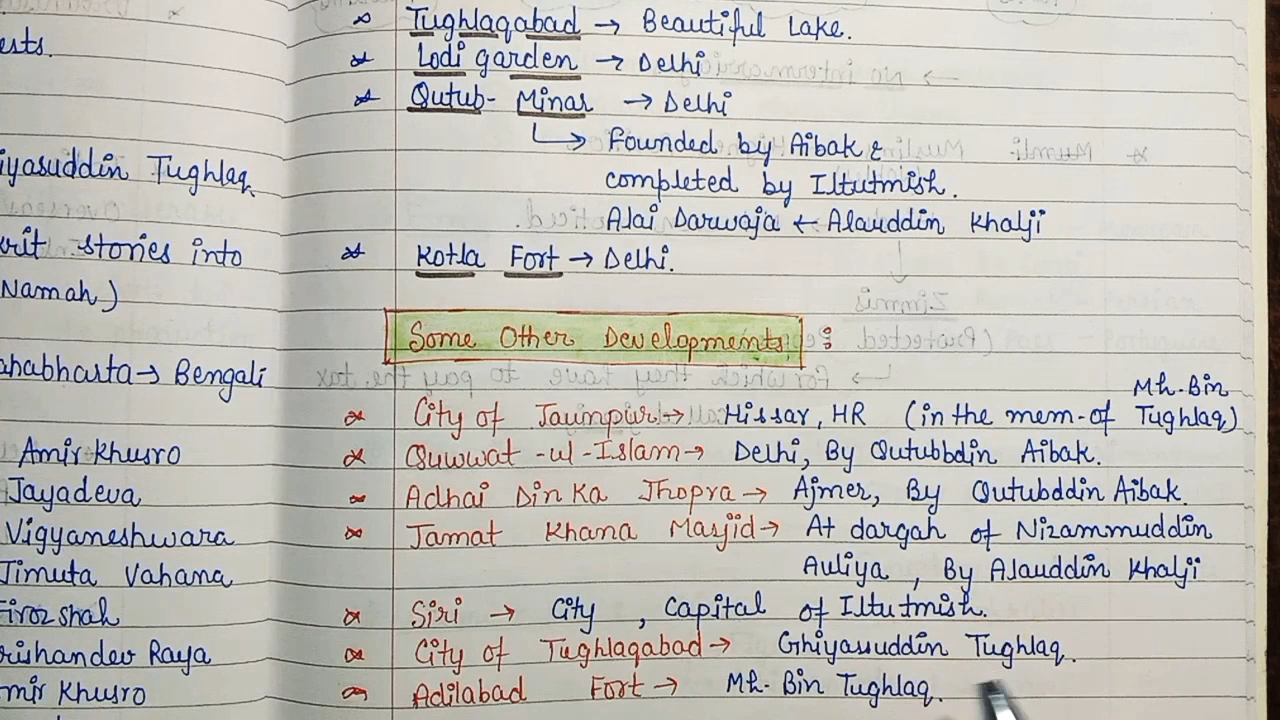 ests.
iyasuddin Tughlaq
rit stories into
Namah)
ahabharta → Bengali
Amir Khusro
Jayadeva
Vigyaneshwara
Jimuta Vahana
Firozshah
rishandev Raya
mir Khusro
Tughlaqabad → Beautiful Lake.
Lodi garden → Delhi
Qutub- Minar → Delhi
↳ Founded by Aibak &
completed by Iltutmish.
Alai Darwaja ← Alauddin Khalji
Kotla Fort → Delhi.
Some Other Developments :
Mh. Bin
City of Jaunpur → Hissar, HR (in the mem. of Tughlaq)
Quwwat-ul-Islam → Delhi, By Qutubbdin Aibak.
Adhai Din Ka Jhopra → Ajmer, By Qutubddin Aibak.
Jamat Khana Masjid → At dargah of Nizammuddin
Auliya, By Alauddin Khalji
Siri → City, Capital of Iltutmish.
City of Tughlaqabad → Ghiyasuddin Tughlaq.
Adilabad Fort → Mh. Bin Tughlaq.